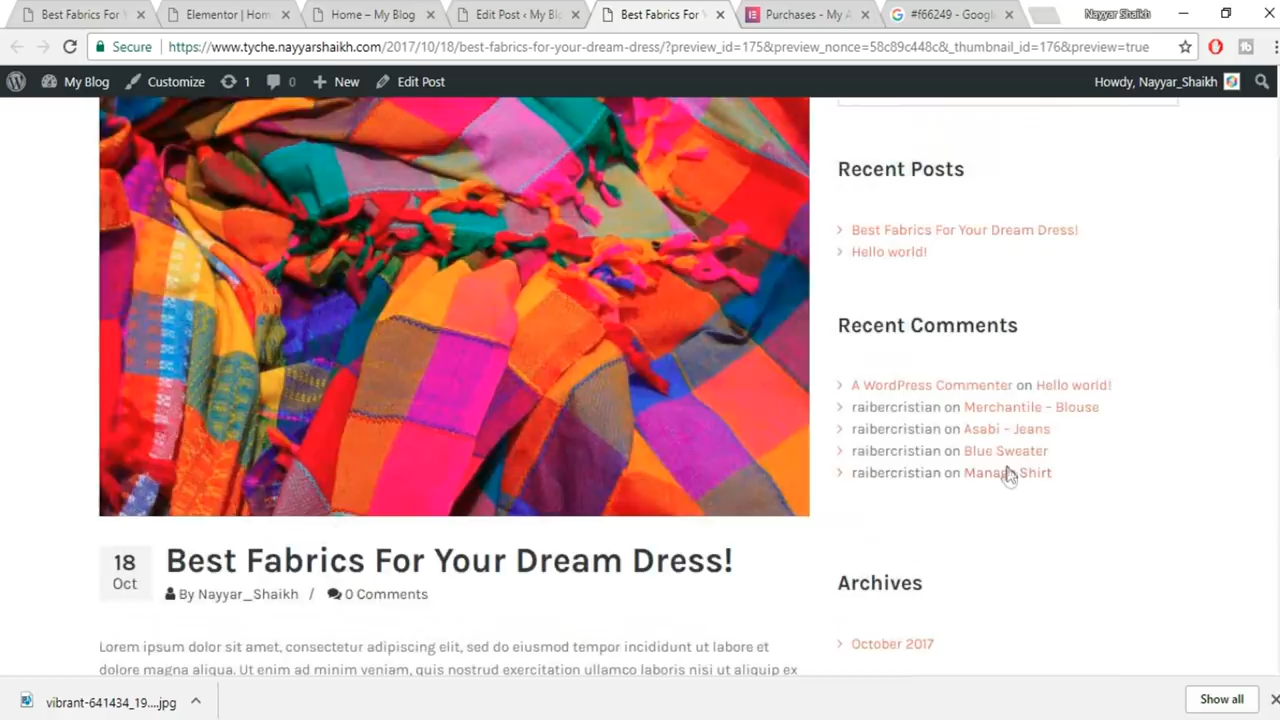 Best Fabrics For Y
Elementor | Hom
Home – My Blog
Edit Post ‹ My Blo
Best Fabrics For Y
Purchases - My A
#f66249 - Google
Nayyar Shaikh
Secure https://www.tyche.nayyarshaikh.com/2017/10/18/best-fabrics-for-your-dream-dress/?preview_id=175&preview_nonce=58c89c448c&_thumbnail_id=176&preview=true
My Blog Customize 1 0 New Edit Post Howdy, Nayyar_Shaikh
Recent Posts
Best Fabrics For Your Dream Dress!
Hello world!
Recent Comments
A WordPress Commenter on Hello world!
raibercristian on Merchantile – Blouse
raibercristian on Asabi – Jeans
raibercristian on Blue Sweater
raibercristian on Mana Shirt
18
Oct
Best Fabrics For Your Dream Dress!
By Nayyar_Shaikh / 0 Comments
Archives
October 2017
Lorem ipsum dolor sit amet, consectetur adipiscing elit, sed do eiusmod tempor incididunt ut labore et
dolore magna aliqua. Ut enim ad minim veniam, quis nostrud exercitation ullamco laboris nisi ut aliquip ex
vibrant-641434_19....jpg
Show all